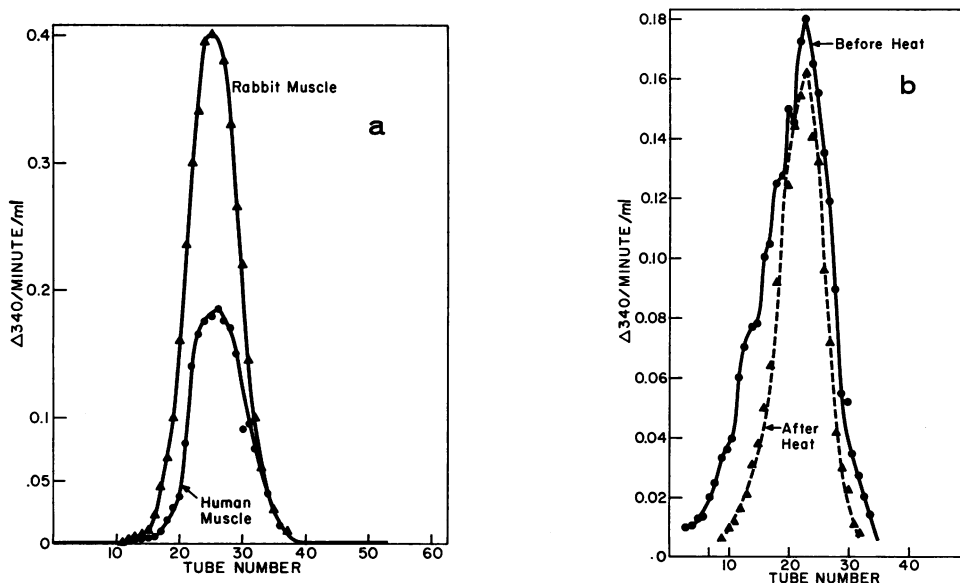 0.4
0.4
0.2
0.1
.05
0
Δ340/MINUTE/ml
Rabbit Muscle
a
Human
Muscle
10 20 30 40 50 60
TUBE NUMBER
0.18
0.16
0.14
0.12
0.10
0.08
0.06
0.04
0.02
.0
Δ340/MINUTE/ml
Before Heat
b
After
Heat
10 20 30 40
TUBE NUMBER